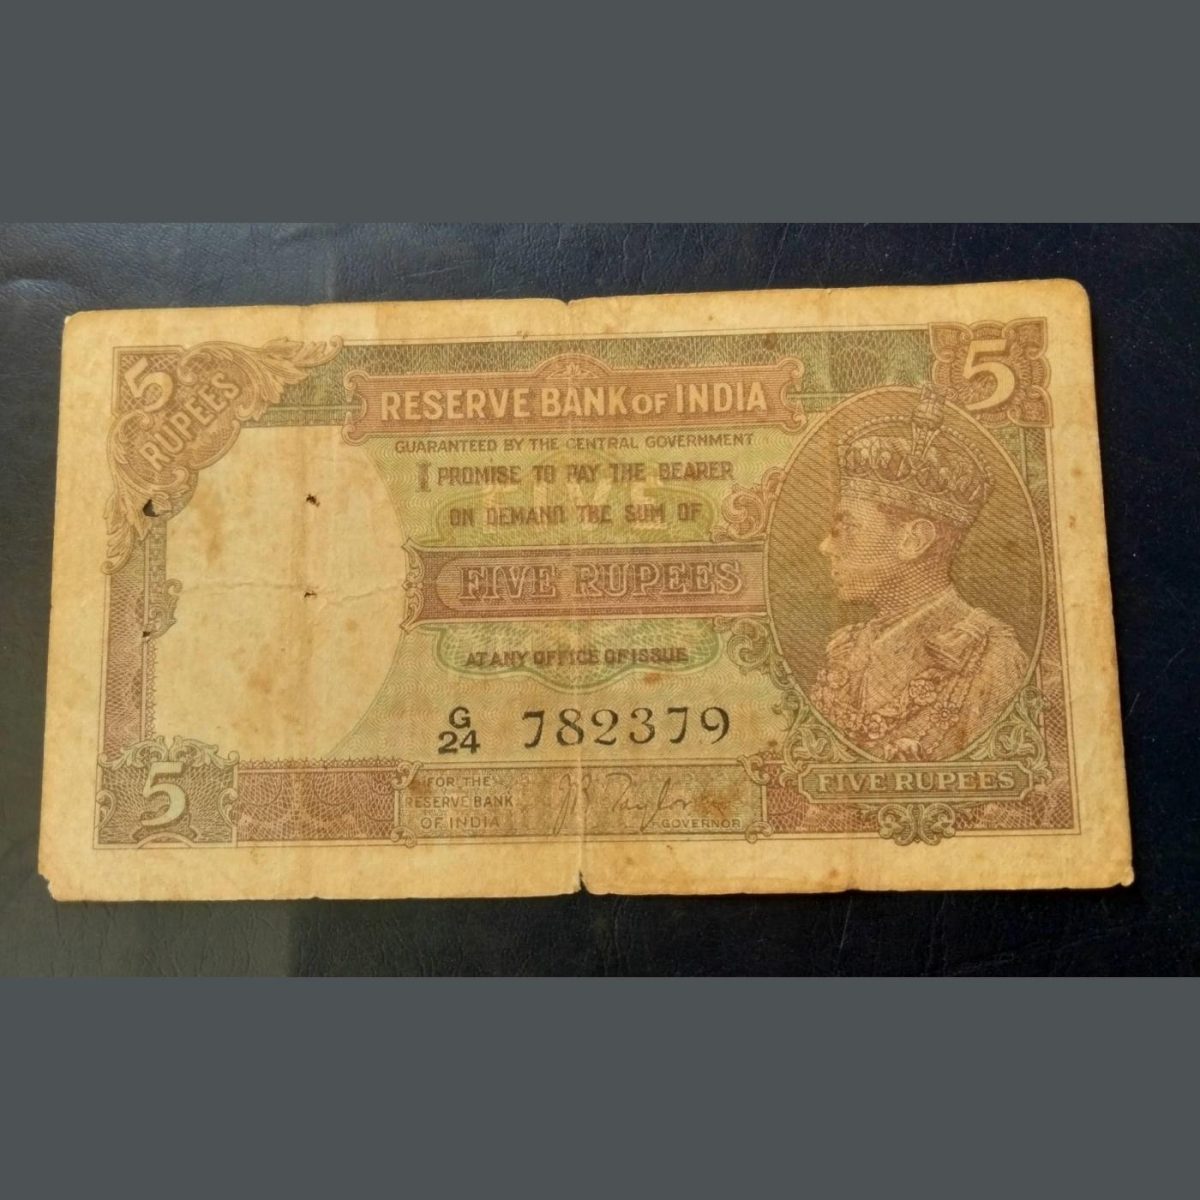 5
RUPEES
5
RESERVE BANK OF INDIA
GUARANTEED BY THE CENTRAL GOVERNMENT
I PROMISE TO PAY THE BEARER
FIVE
ON DEMAND THE SUM OF
FIVE RUPEES
AT ANY OFFICE OF ISSUE
G
24 782379
5
FOR THE
RESERVE BANK
OF INDIA
J B Taylor
GOVERNOR
FIVE RUPEES